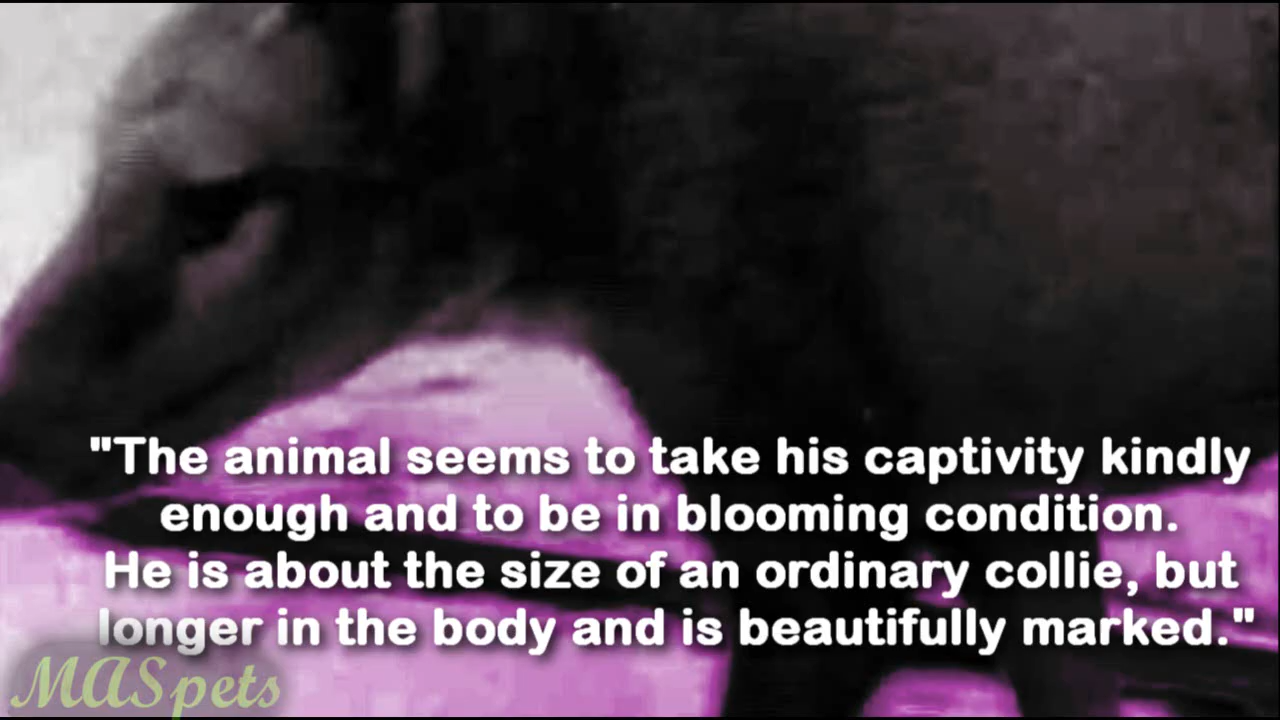 "The animal seems to take his captivity kindly
enough and to be in blooming condition.
He is about the size of an ordinary collie, but
longer in the body and is beautifully marked."
MASpets